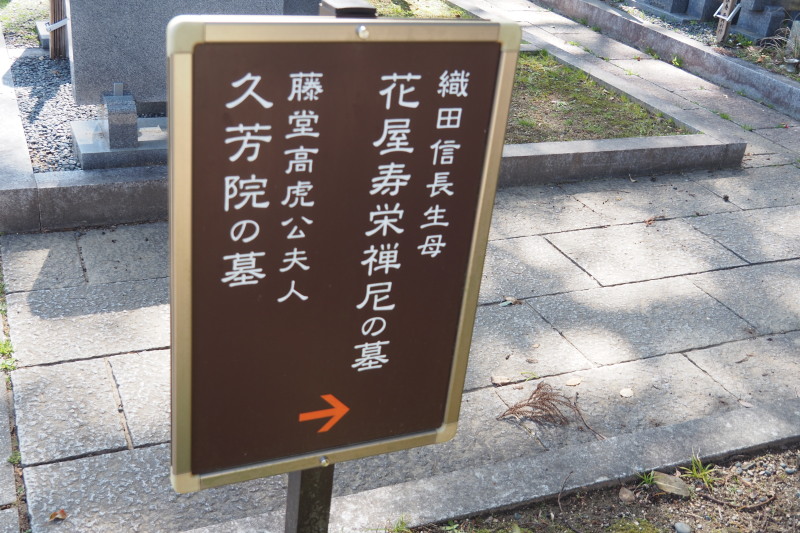 織田信長生母
花屋寿栄禅尼の墓
藤堂高虎公夫人
久芳院の墓